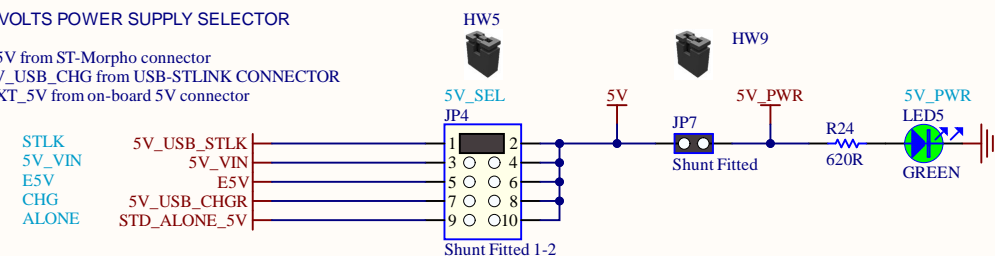 VOLTS POWER SUPPLY SELECTOR
5V from ST-Morpho connector
V_USB_CHG from USB-STLINK CONNECTOR
XT_5V from on-board 5V connector
HW5
HW9
5V_SEL
JP4
5V
5V_PWR
5V_PWR
JP7
R24
LED5
STLK 5V_USB_STLK 1 2
5V_VIN 5V_VIN 3 4
E5V E5V 5 6
CHG 5V_USB_CHGR 7 8
ALONE STD_ALONE_5V 9 10
Shunt Fitted
620R
GREEN
Shunt Fitted 1-2